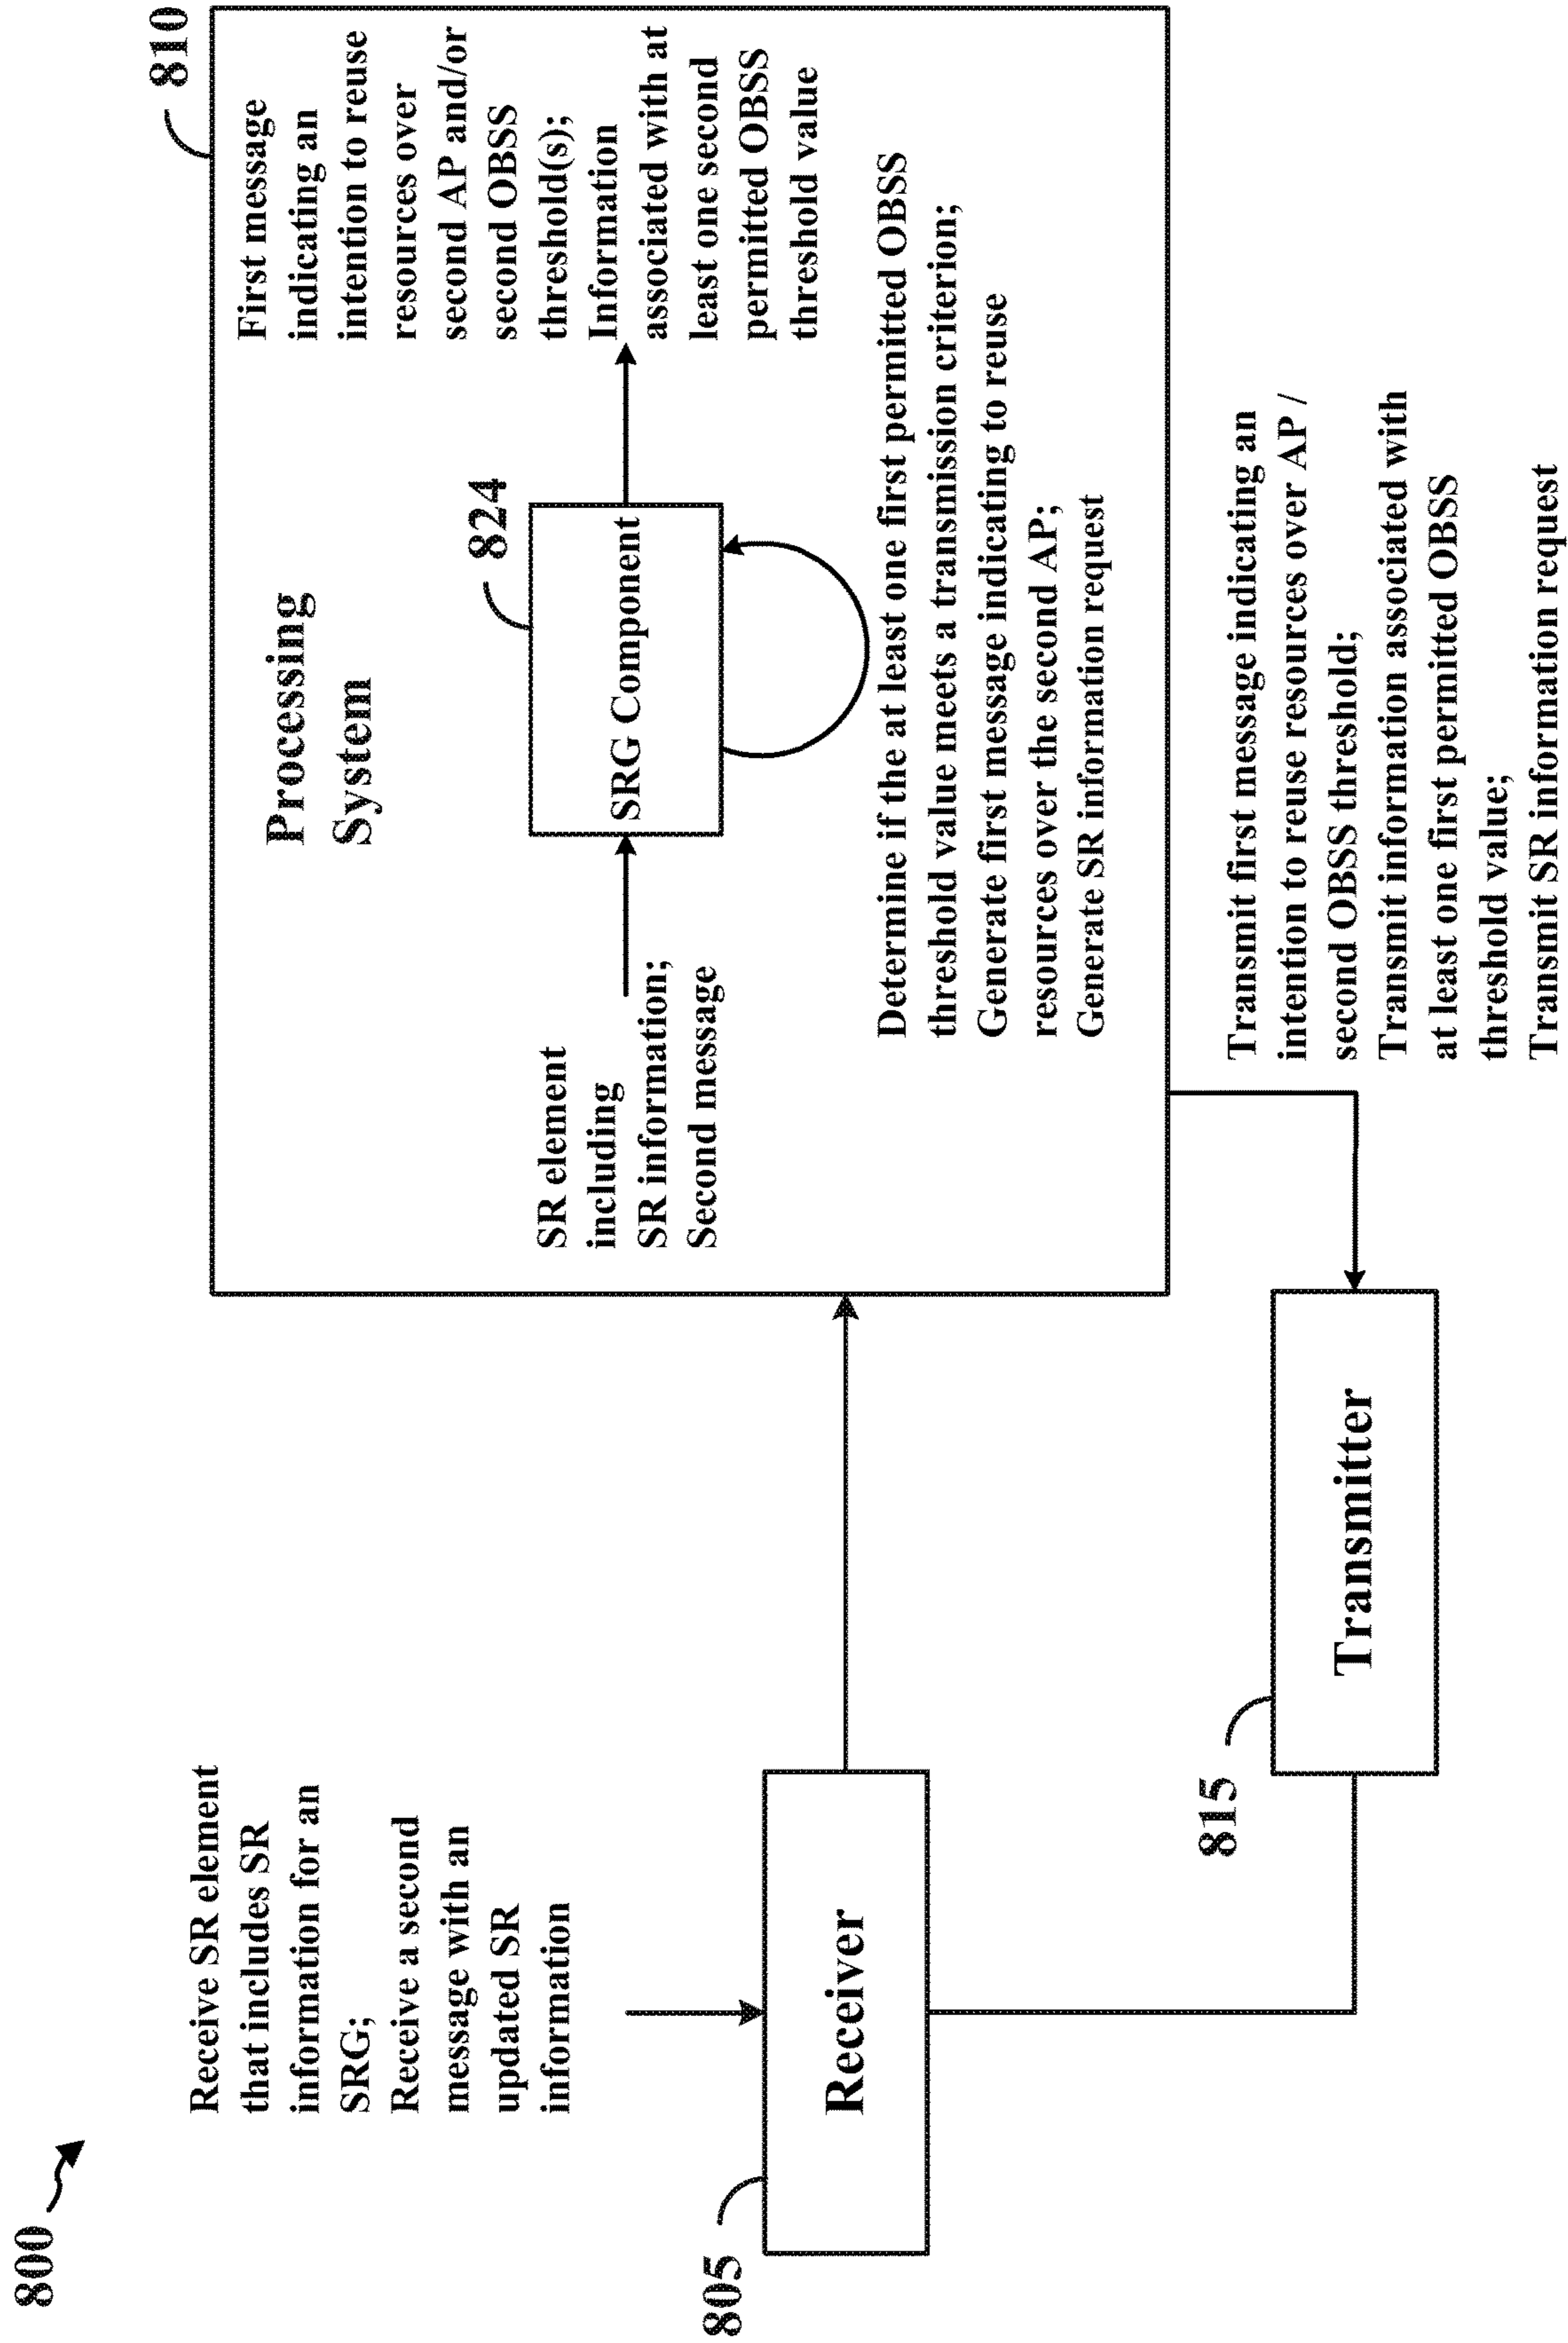 800
Receive SR element
that includes SR
information for an
SRG;
Receive a second
message with an
updated SR
information
805
Receiver
810
Processing
System
SR element
including
SR information;
Second message
824
SRG Component
First message
indicating an
intention to reuse
resources over
second AP and/or
second OBSS
threshold(s);
Information
associated with at
least one second
permitted OBSS
threshold value
Determine if the at least one first permitted OBSS
threshold value meets a transmission criterion;
Generate first message indicating to reuse
resources over the second AP;
Generate SR information request
815
Transmitter
Transmit first message indicating an
intention to reuse resources over AP /
second OBSS threshold;
Transmit information associated with
at least one first permitted OBSS
threshold value;
Transmit SR information request